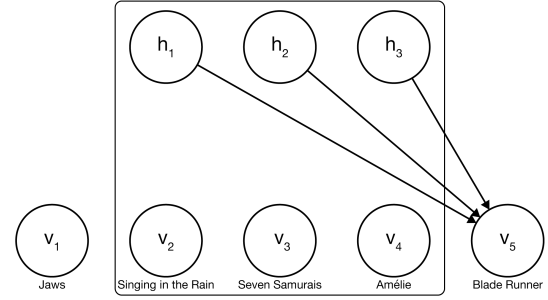 h1 h2 h3
v1 v2 v3 v4 v5
Jaws Singing in the Rain Seven Samurais Amélie Blade Runner